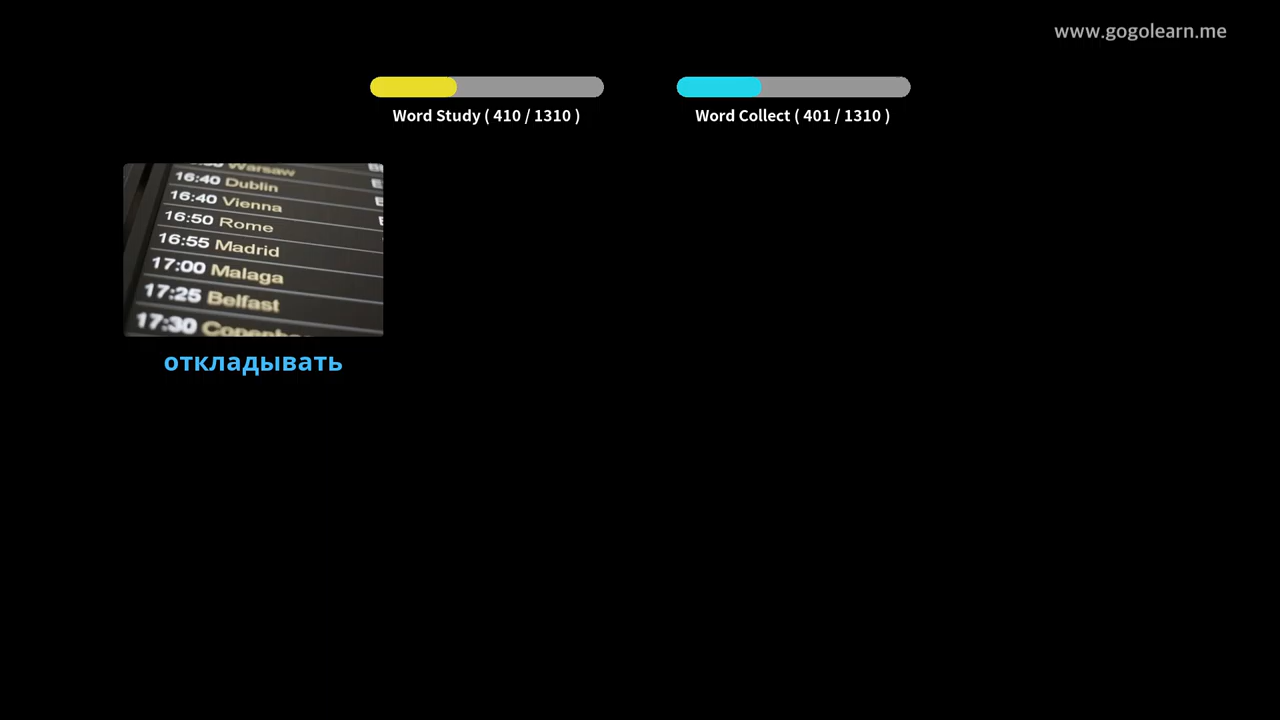 www.gogolearn.me
Word Study ( 410 / 1310 )
Word Collect ( 401 / 1310 )
Warsaw
16:40 Dublin
16:40 Vienna
16:50 Rome
16:55 Madrid
17:00 Malaga
17:25 Belfast
17:30
откладывать